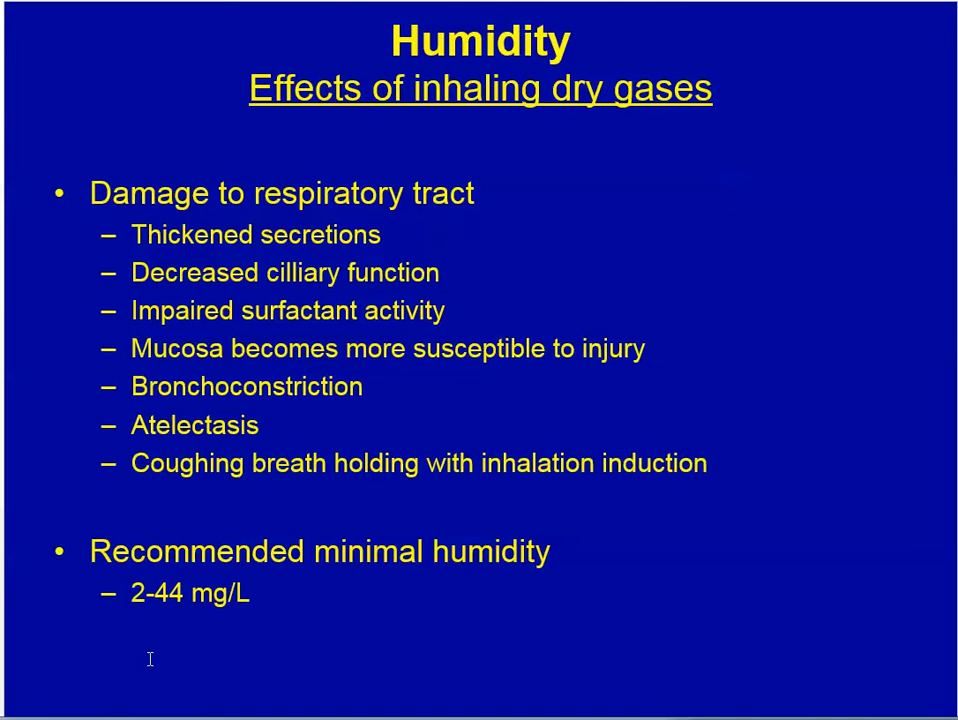 Humidity
Effects of inhaling dry gases
• Damage to respiratory tract
– Thickened secretions
– Decreased cilliary function
– Impaired surfactant activity
– Mucosa becomes more susceptible to injury
– Bronchoconstriction
– Atelectasis
– Coughing breath holding with inhalation induction
• Recommended minimal humidity
– 2-44 mg/L